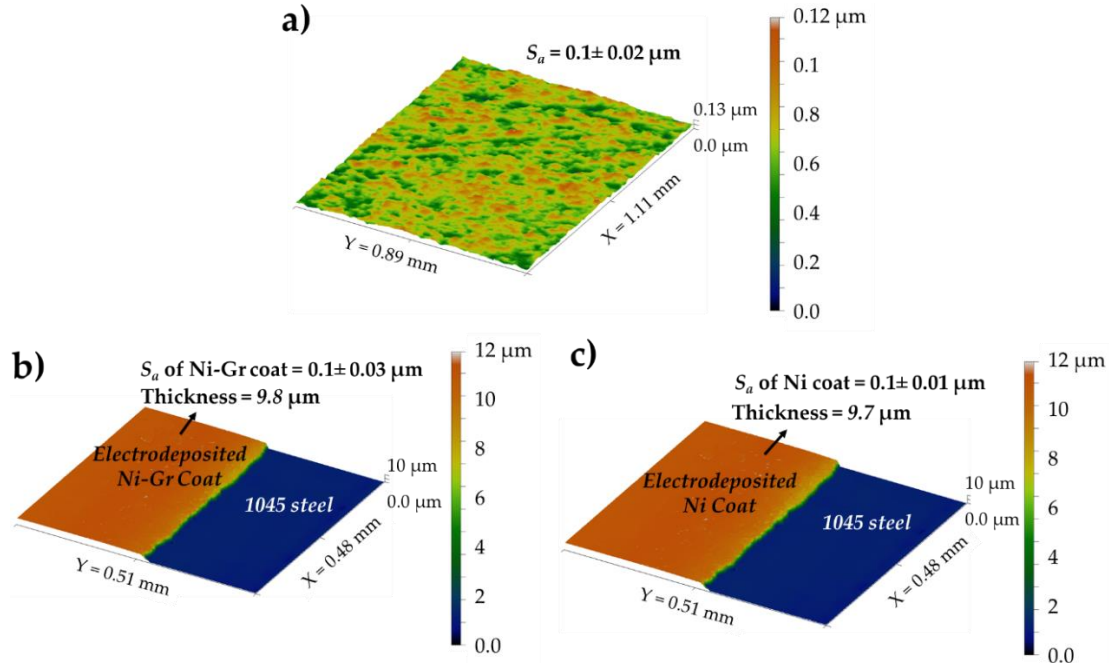 a)
Sa = 0.1± 0.02 µm
0.13 µm
0.0 µm
X = 1.11 mm
Y = 0.89 mm
0.12 µm
0.1
0.8
0.6
0.4
0.2
0.0
b)
Sa of Ni-Gr coat = 0.1± 0.03 µm
Thickness = 9.8 µm
Electrodeposited
Ni-Gr Coat
1045 steel
10 µm
0.0 µm
X = 0.48 mm
Y = 0.51 mm
12 µm
10
8
6
4
2
0.0
c)
Sa of Ni coat = 0.1± 0.01 µm
Thickness = 9.7 µm
Electrodeposited
Ni Coat
1045 steel
10 µm
0.0 µm
X = 0.48 mm
Y = 0.51 mm
12 µm
10
8
6
4
2
0.0